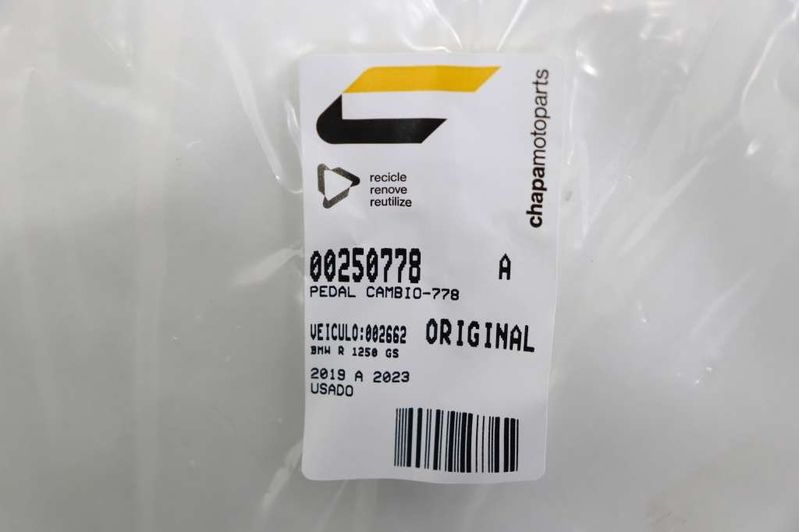 chapamotoparts
recicle
renove
reutilize
00250778 A
PEDAL CAMBIO-778
VEICULO:002662 ORIGINAL
BMW R 1250 GS
2019 A 2023
USADO